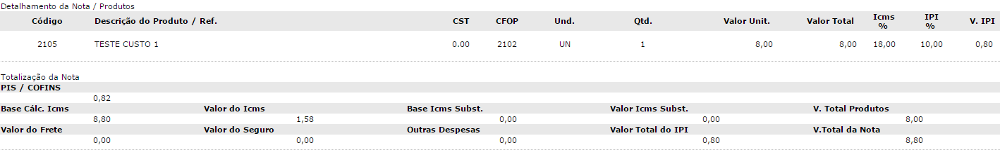 Detalhamento da Nota / Produtos
Código Descrição do Produto / Ref. CST CFOP Und. Qtd. Valor Unit. Valor Total Icms % IPI % V. IPI
2105 TESTE CUSTO 1 0.00 2102 UN 1 8,00 8,00 18,00 10,00 0,80
Totalização da Nota
PIS / COFINS
0,82
Base Cálc. Icms Valor do Icms Base Icms Subst. Valor Icms Subst. V. Total Produtos
8,80 1,58 0,00 0,00 8,00
Valor do Frete Valor do Seguro Outras Despesas Valor Total do IPI V.Total da Nota
0,00 0,00 0,00 0,80 8,80